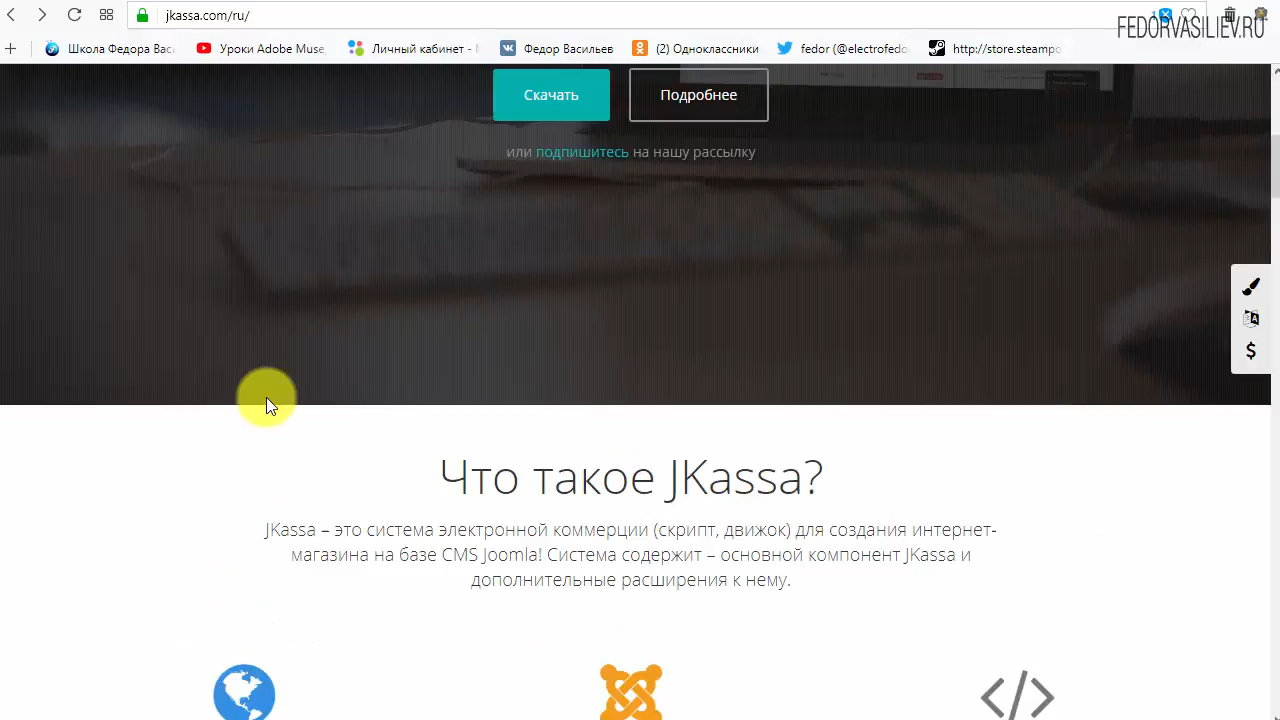 jkassa.com/ru/
FEDORVASILIEV.RU
Школа Федора Вас
Уроки Adobe Muse,
Личный кабинет -
Федор Васильев
(2) Одноклассники
fedor (@electrofedo
http://store.steampo
Скачать
Подробнее
или подпишитесь на нашу рассылку
Что такое JKassa?
JKassa – это система электронной коммерции (скрипт, движок) для создания интернет-
магазина на базе CMS Joomla! Система содержит – основной компонент JKassa и
дополнительные расширения к нему.